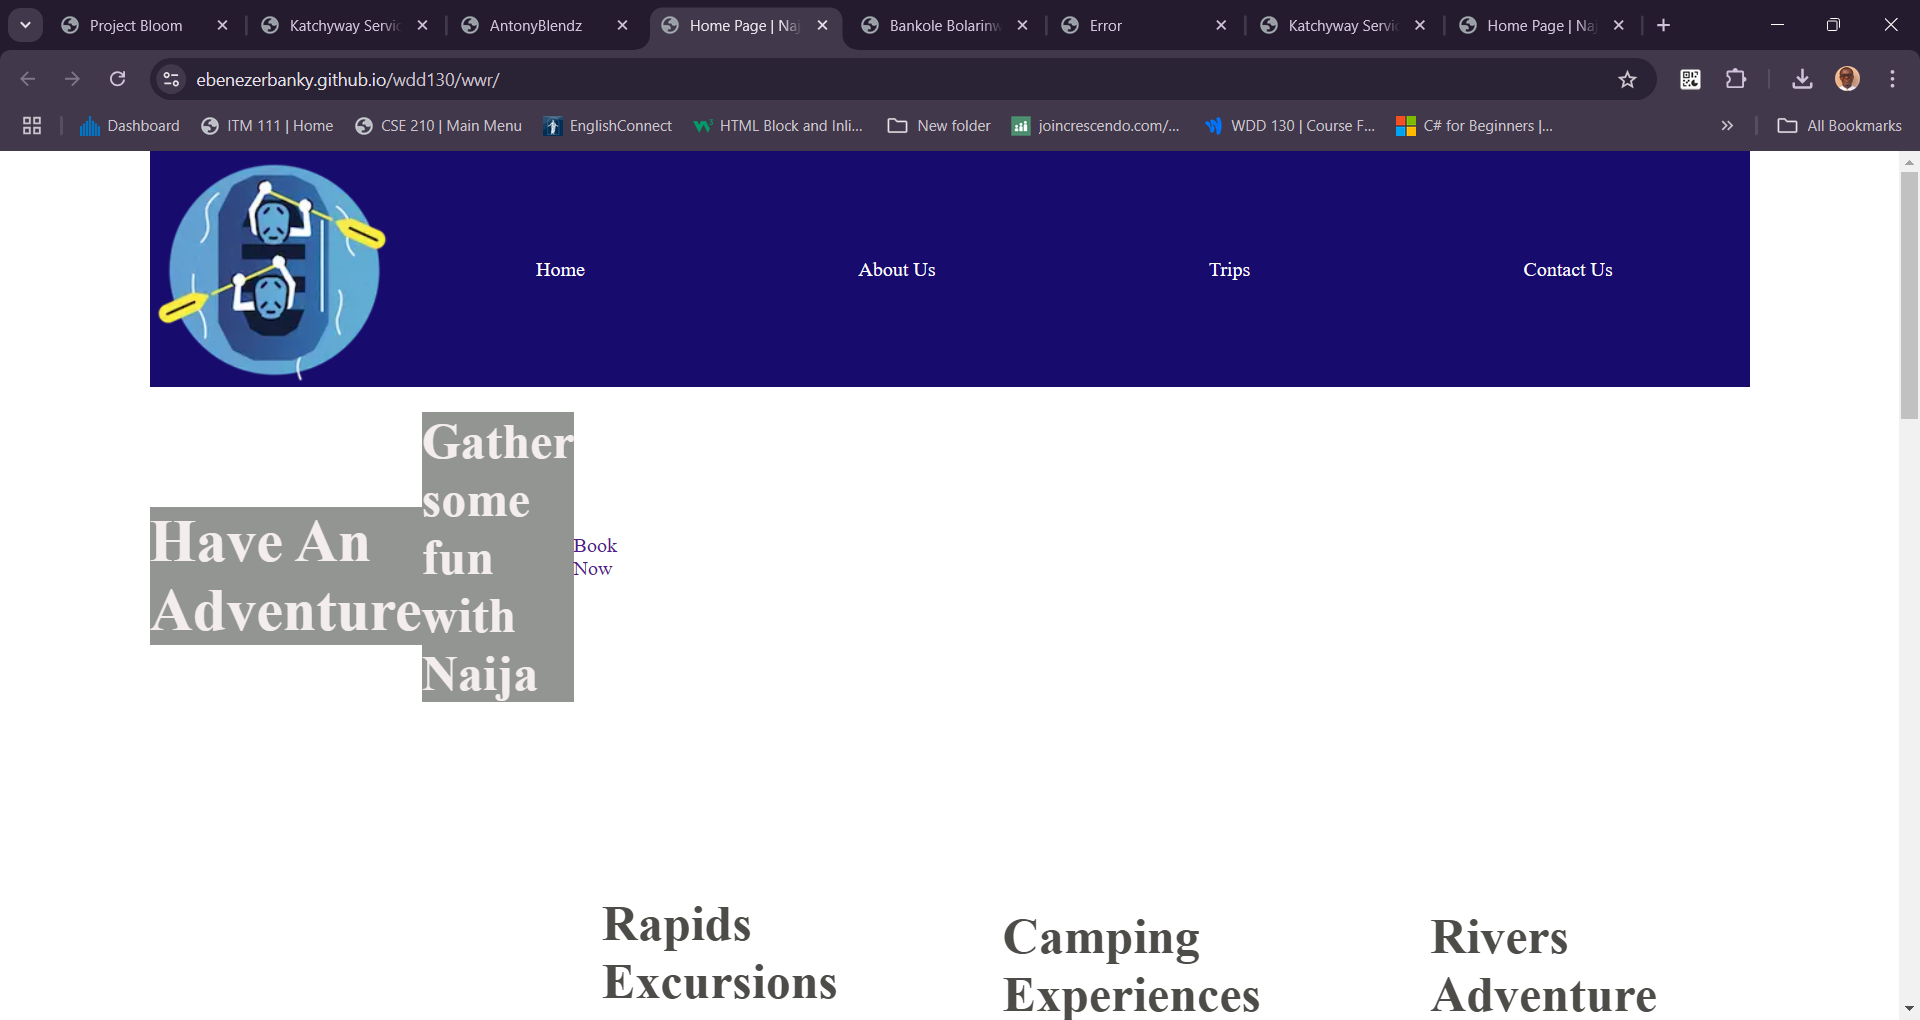 Project Bloom
Katchyway Servic
AntonyBlendz
Home Page | Naj
Bankole Bolarinw
Error
Katchyway Servi
Home Page | Na
ebenezerbanky.github.io/wdd130/wwr/
Dashboard
ITM 111 | Home
CSE 210 | Main Menu
EnglishConnect
HTML Block and Inli...
New folder
joincrescendo.com/...
WDD 130 | Course F...
C# for Beginners |...
All Bookmarks
Home
About Us
Trips
Contact Us
Have An
Adventure
Gather
some
fun
with
Naija
Book
Now
Rapids
Excursions
Camping
Experiences
Rivers
Adventure